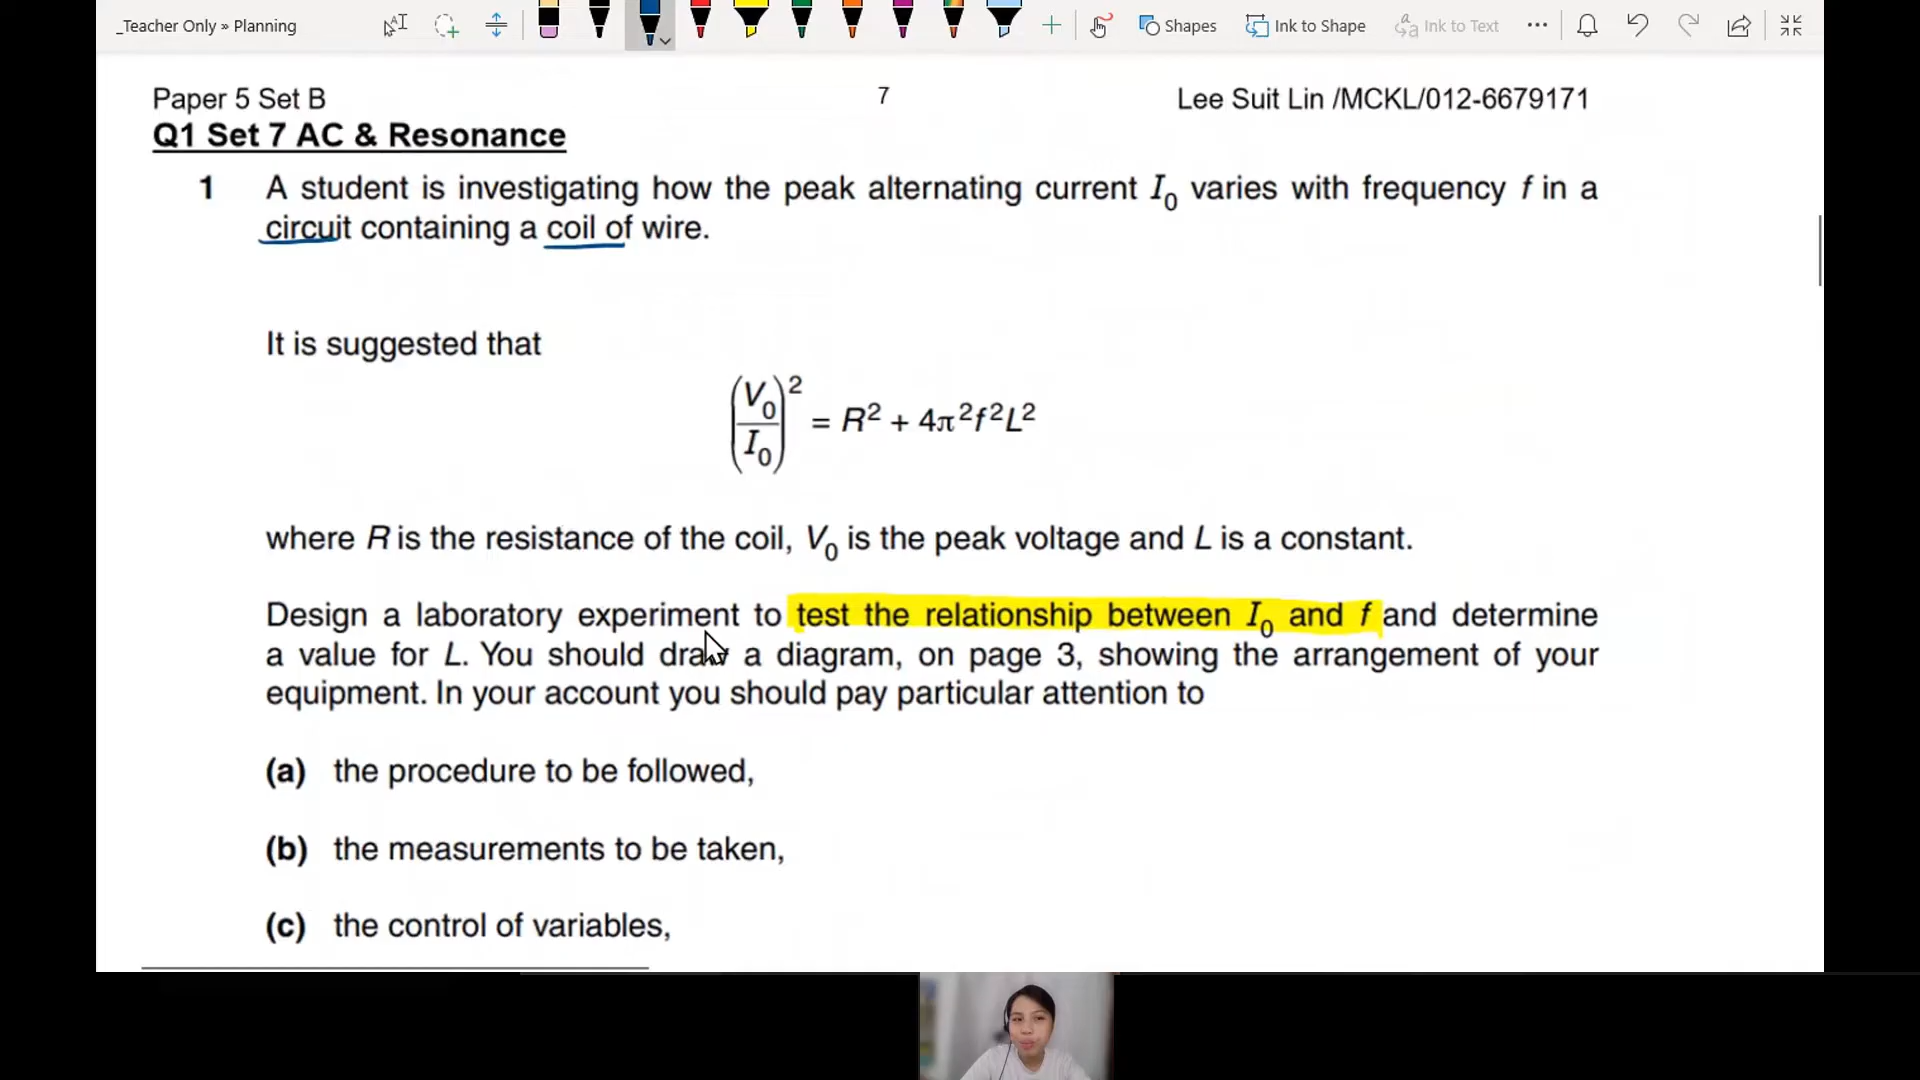 _Teacher Only » Planning
Shapes
Ink to Shape
Ink to Text
Paper 5 Set B
7
Lee Suit Lin /MCKL/012-6679171
Q1 Set 7 AC & Resonance
1 A student is investigating how the peak alternating current I₀ varies with frequency f in a
circuit containing a coil of wire.
It is suggested that
(V₀/I₀)² = R² + 4π²f²L²
where R is the resistance of the coil, V₀ is the peak voltage and L is a constant.
Design a laboratory experiment to test the relationship between I₀ and f and determine
a value for L. You should draw a diagram, on page 3, showing the arrangement of your
equipment. In your account you should pay particular attention to
(a) the procedure to be followed,
(b) the measurements to be taken,
(c) the control of variables,